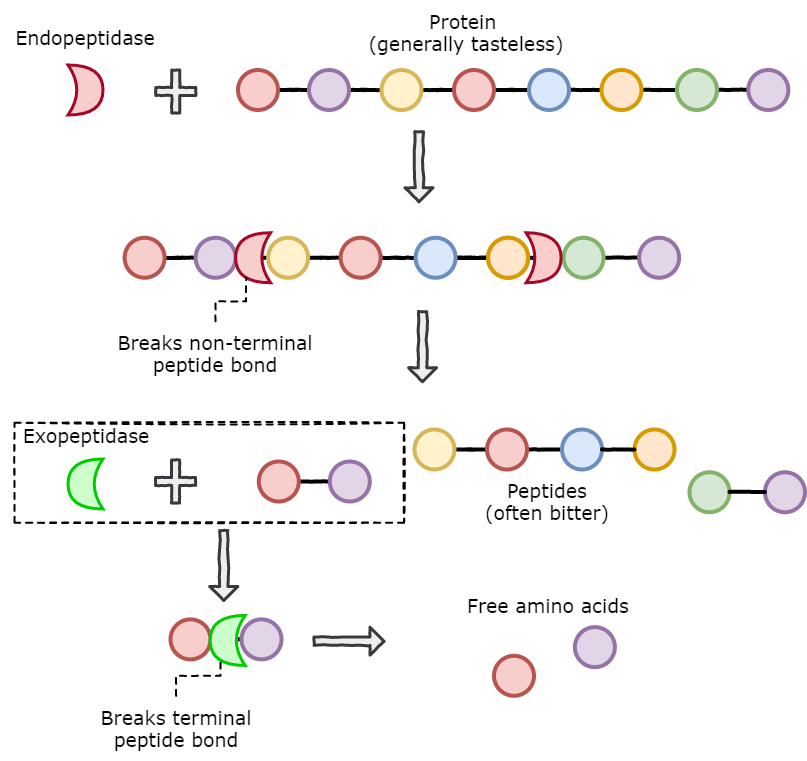 Endopeptidase
Protein
(generally tasteless)
Breaks non-terminal
peptide bond
Exopeptidase
Peptides
(often bitter)
Free amino acids
Breaks terminal
peptide bond